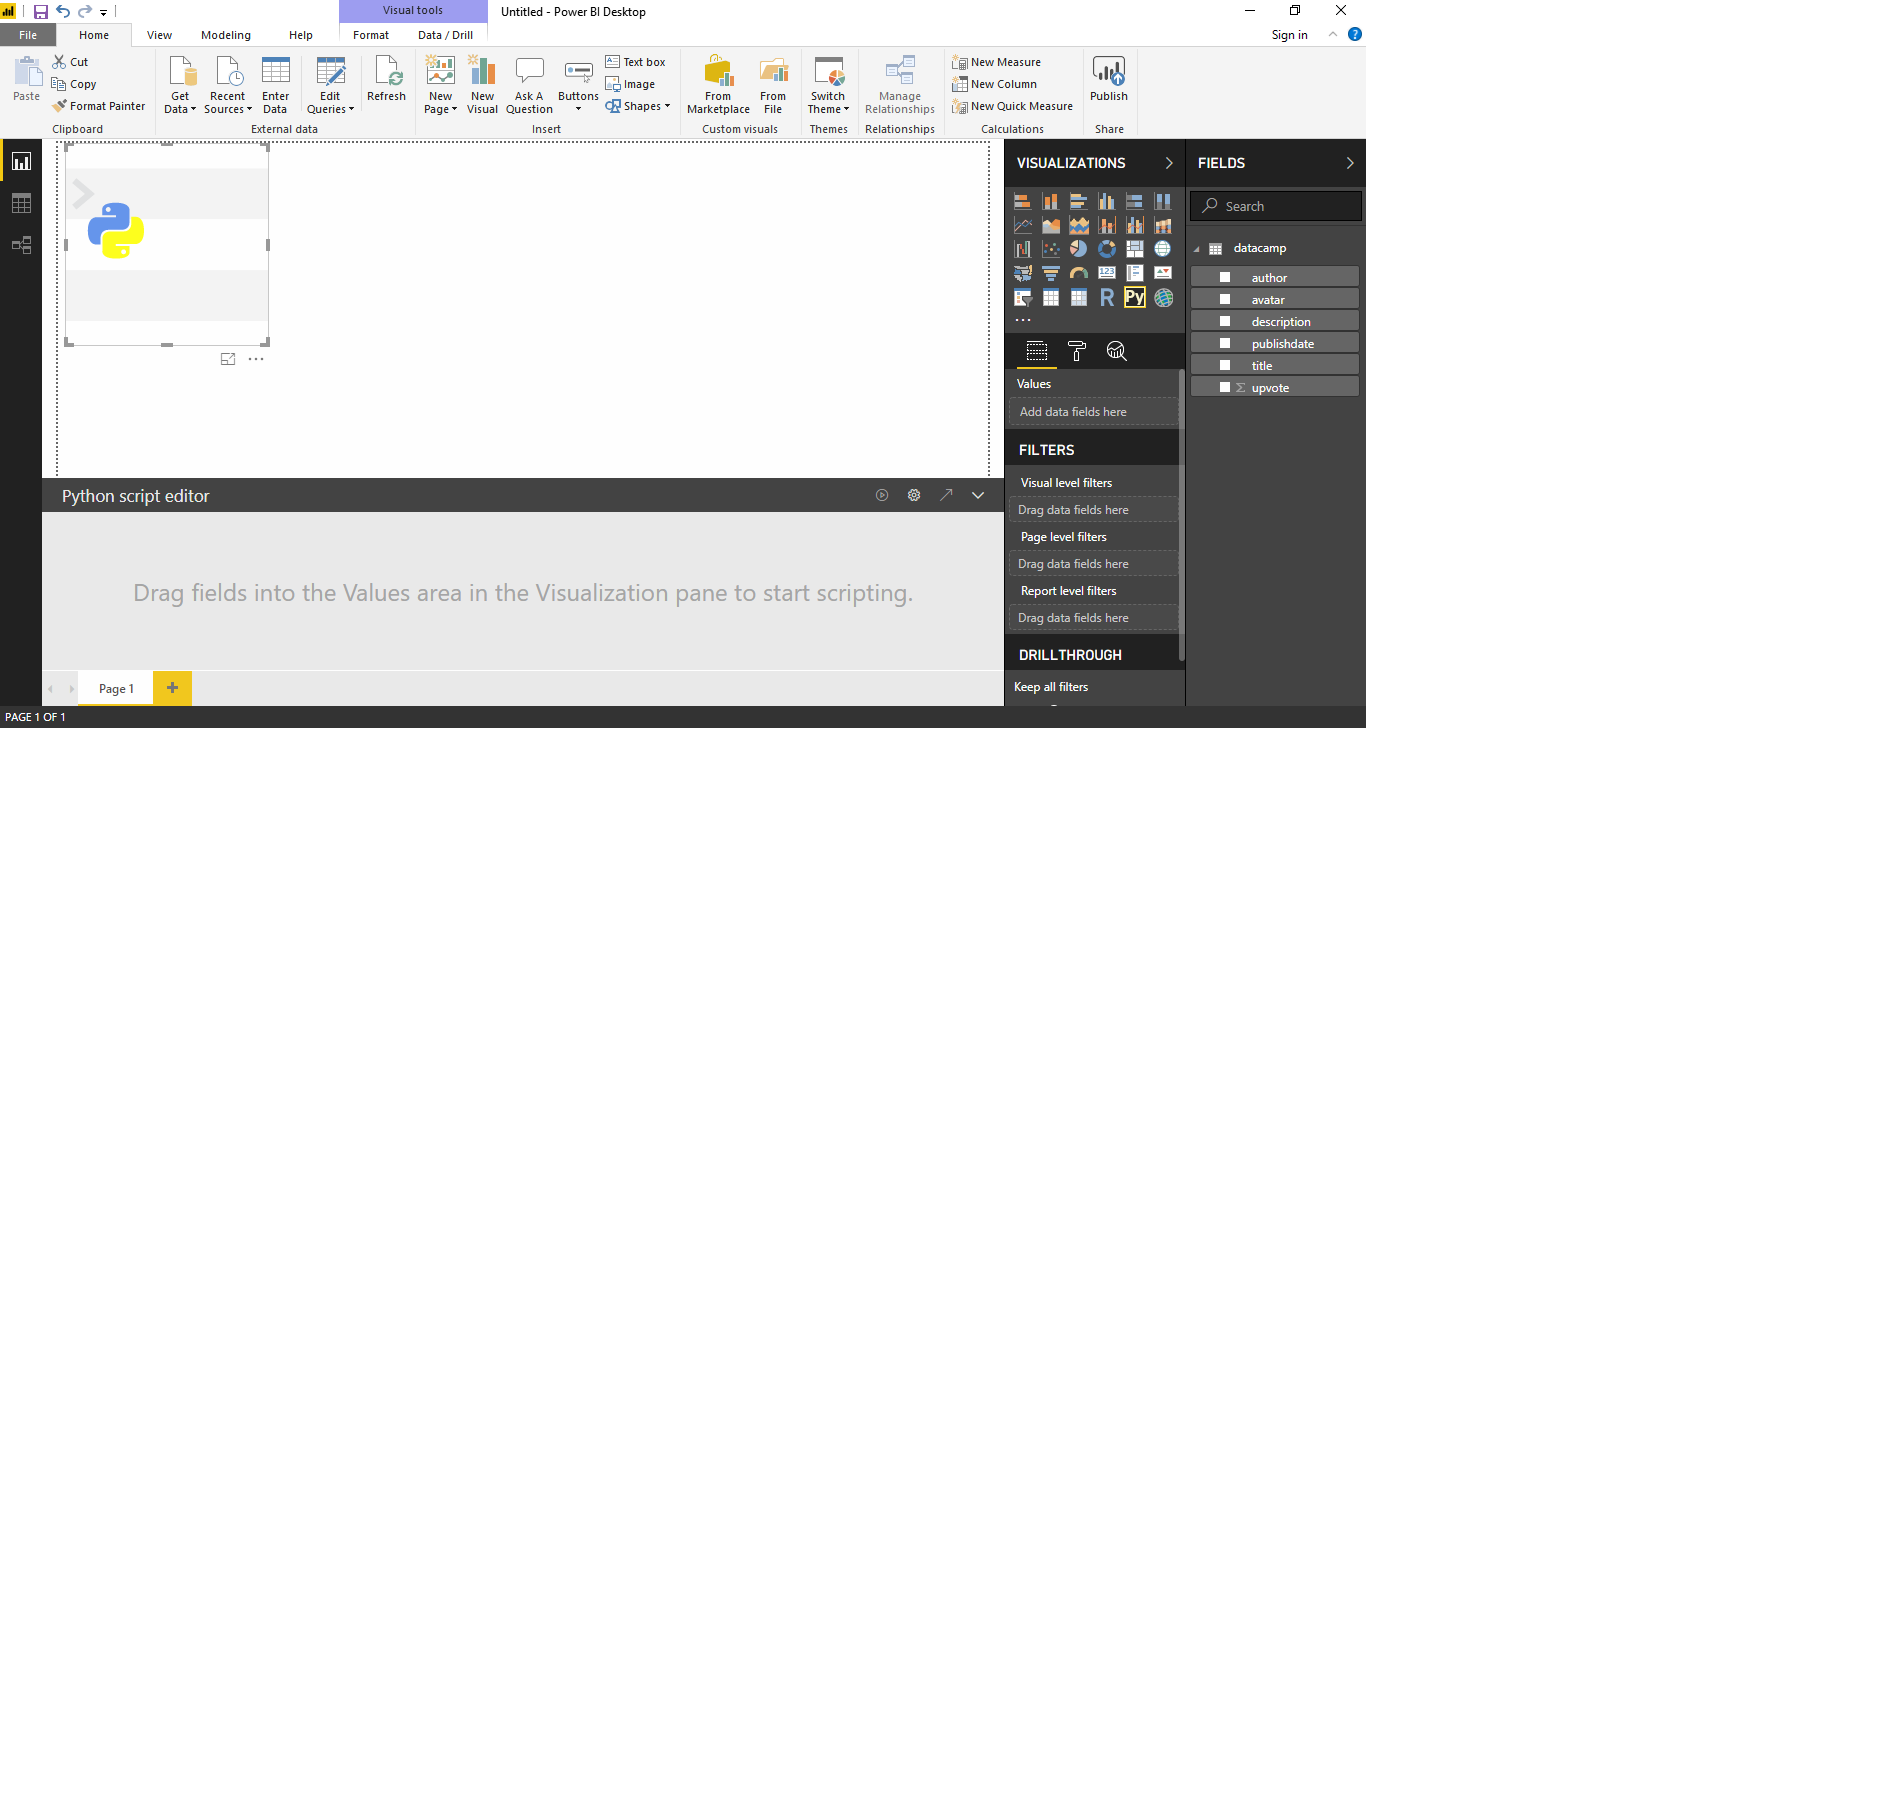 Visual tools
Untitled - Power BI Desktop
File
Home
View
Modeling
Help
Format
Data / Drill
Sign in
?
Paste
Cut
Copy
Format Painter
Clipboard
Get Data
Recent Sources
Enter Data
Edit Queries
Refresh
External data
New Page
New Visual
Ask A Question
Buttons
Text box
Image
Shapes
Insert
From Marketplace
From File
Custom visuals
Switch Theme
Themes
Manage Relationships
Relationships
New Measure
New Column
New Quick Measure
Calculations
Publish
Share
VISUALIZATIONS
123
R
Py
Values
Add data fields here
FILTERS
Visual level filters
Drag data fields here
Page level filters
Drag data fields here
Report level filters
Drag data fields here
DRILLTHROUGH
Keep all filters
FIELDS
Search
datacamp
author
avatar
description
publishdate
title
Σ upvote
Python script editor
Drag fields into the Values area in the Visualization pane to start scripting.
Page 1
PAGE 1 OF 1